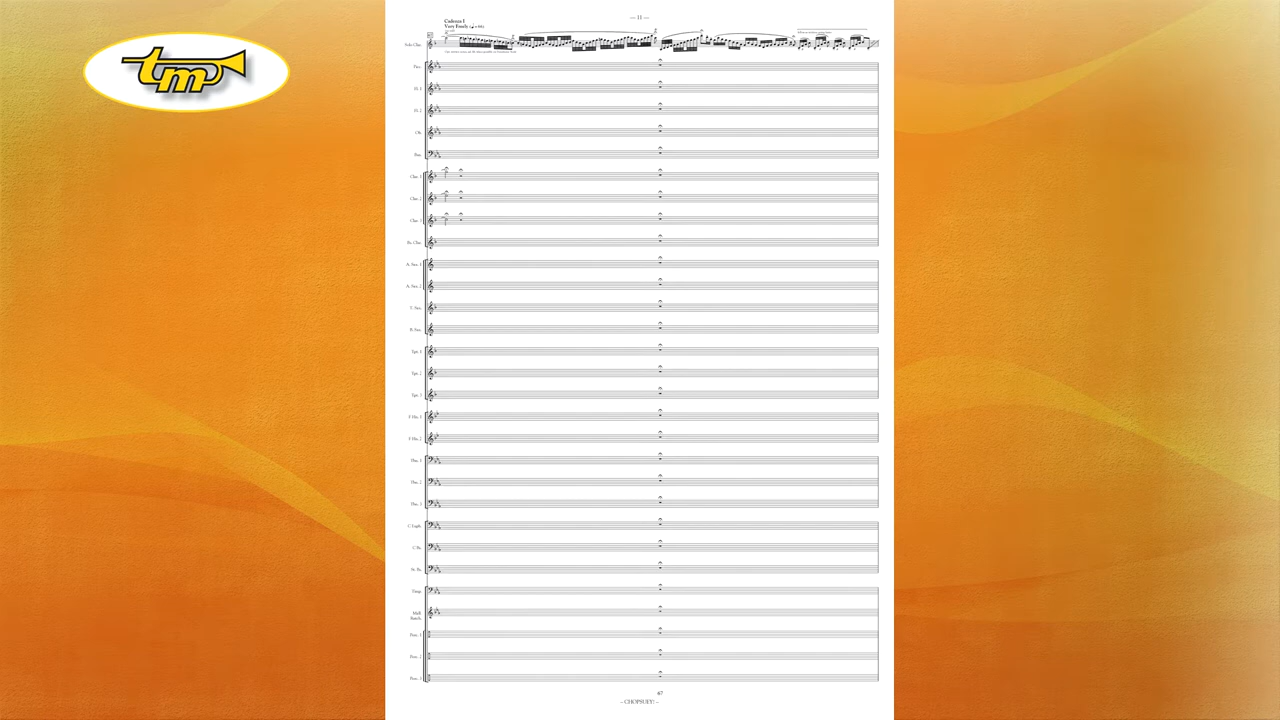 tm
— 11 —
Cadenza I
Very Freely
Solo Clar.
Picc.
Fl. 1
Fl. 2
Ob.
Bsn.
Clar. 1
Clar. 2
Clar. 3
Bs. Clar.
A. Sax. 1
A. Sax. 2
T. Sax.
B. Sax.
Tpt. 1
Tpt. 2
Tpt. 3
F Hn. 1
F Hn. 2
Tbn. 1
Tbn. 2
Tbn. 3
C Euph.
C Bs.
St. Bs.
Timp.
Mall.
Perc. 1
Perc. 2
Perc. 3
67
– CHOPSUEY! –